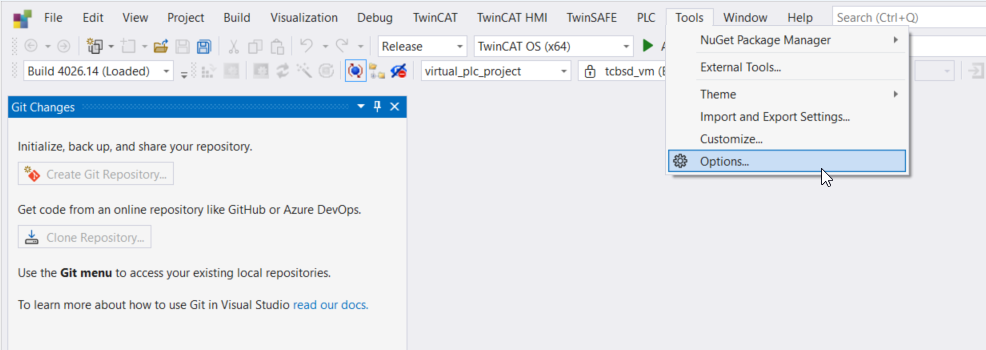 File Edit View Project Build Visualization Debug TwinCAT TwinCAT HMI TwinSAFE PLC Tools Window Help Search (Ctrl+Q)
Release TwinCAT OS (x64)
Build 4026.14 (Loaded) virtual_plc_project tcbsd_vm
NuGet Package Manager
External Tools...
Theme
Import and Export Settings...
Customize...
Options...
Git Changes
Initialize, back up, and share your repository.
Create Git Repository...
Get code from an online repository like GitHub or Azure DevOps.
Clone Repository...
Use the Git menu to access your existing local repositories.
To learn more about how to use Git in Visual Studio read our docs.